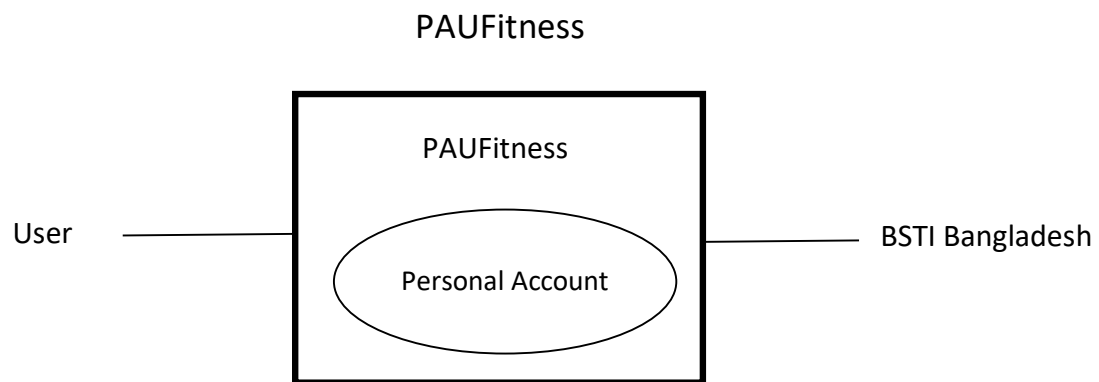 PAUFitness
PAUFitness
User
BSTI Bangladesh
Personal Account